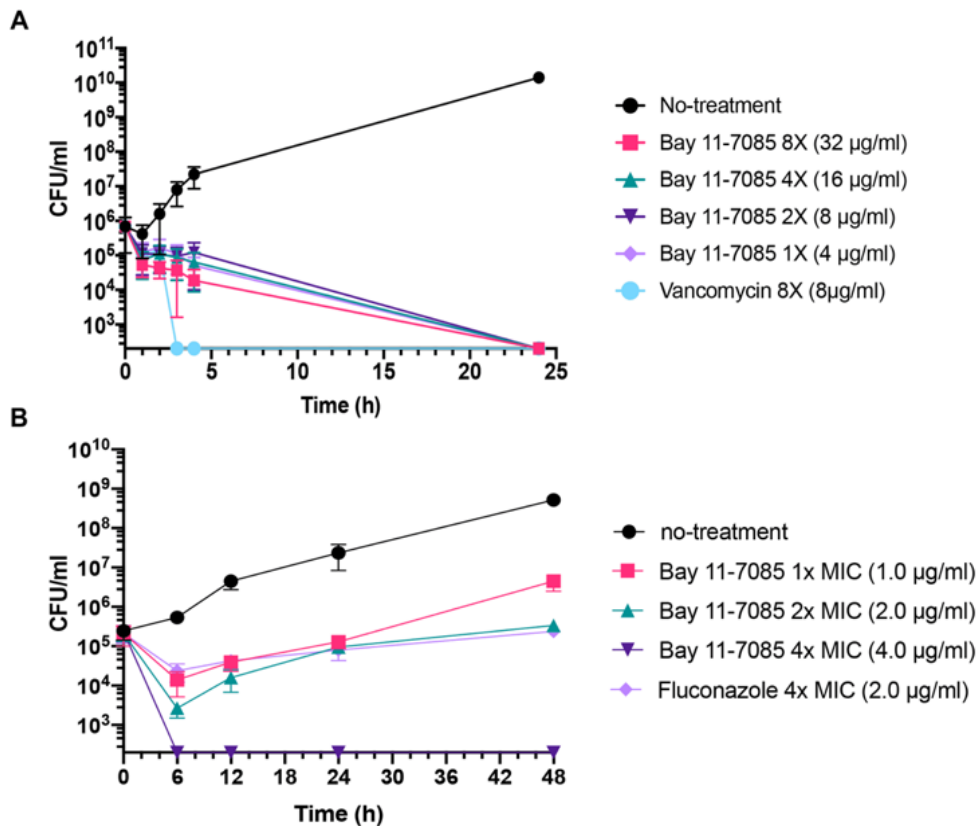 A
CFU/ml
10¹¹
10¹⁰
10⁹
10⁸
10⁷
10⁶
10⁵
10⁴
10³
0 5 10 15 20 25
Time (h)
No-treatment
Bay 11-7085 8X (32 µg/ml)
Bay 11-7085 4X (16 µg/ml)
Bay 11-7085 2X (8 µg/ml)
Bay 11-7085 1X (4 µg/ml)
Vancomycin 8X (8µg/ml)
B
CFU/ml
10¹⁰
10⁹
10⁸
10⁷
10⁶
10⁵
10⁴
10³
0 6 12 18 24 30 36 42 48
Time (h)
no-treatment
Bay 11-7085 1x MIC (1.0 µg/ml)
Bay 11-7085 2x MIC (2.0 µg/ml)
Bay 11-7085 4x MIC (4.0 µg/ml)
Fluconazole 4x MIC (2.0 µg/ml)